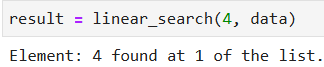 result = linear_search(4, data)
Element: 4 found at 1 of the list.